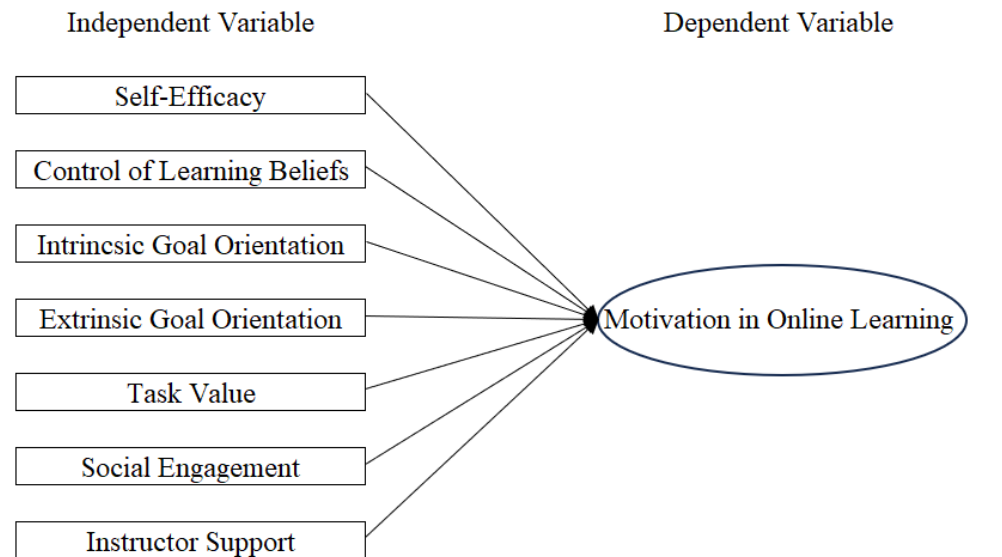 Independent Variable
Dependent Variable
Self-Efficacy
Control of Learning Beliefs
Intrincsic Goal Orientation
Extrinsic Goal Orientation
Motivation in Online Learning
Task Value
Social Engagement
Instructor Support